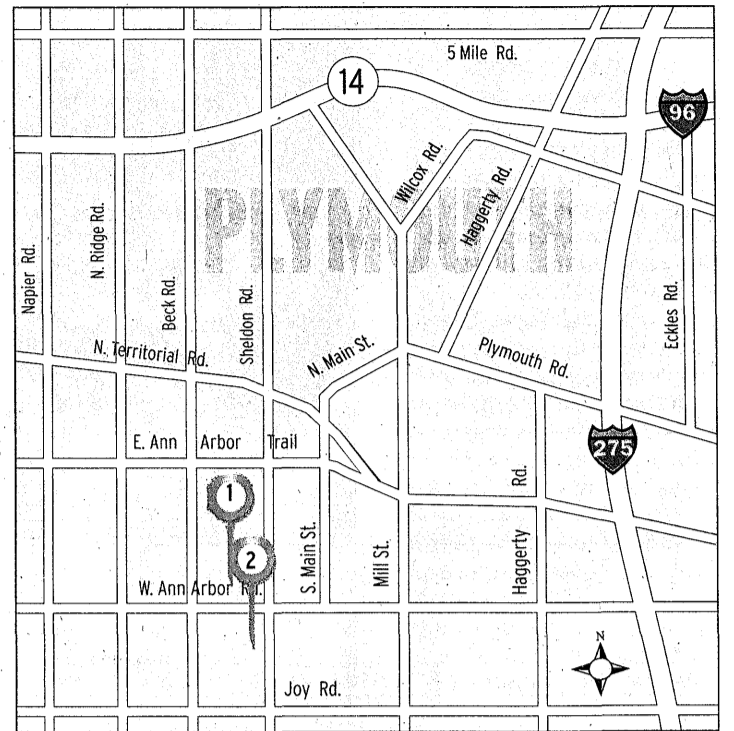 5 Mile Rd.
14
96
Wilcox Rd.
Haggerty Rd.
PLYMOUTH
Napier Rd.
N. Ridge Rd.
Beck Rd.
Sheldon Rd.
Eckles Rd.
N. Territorial Rd.
N. Main St.
Plymouth Rd.
E. Ann Arbor Trail
275
1
2
S. Main St.
Mill St.
Haggerty Rd.
W. Ann Arbor Rd.
N
Joy Rd.